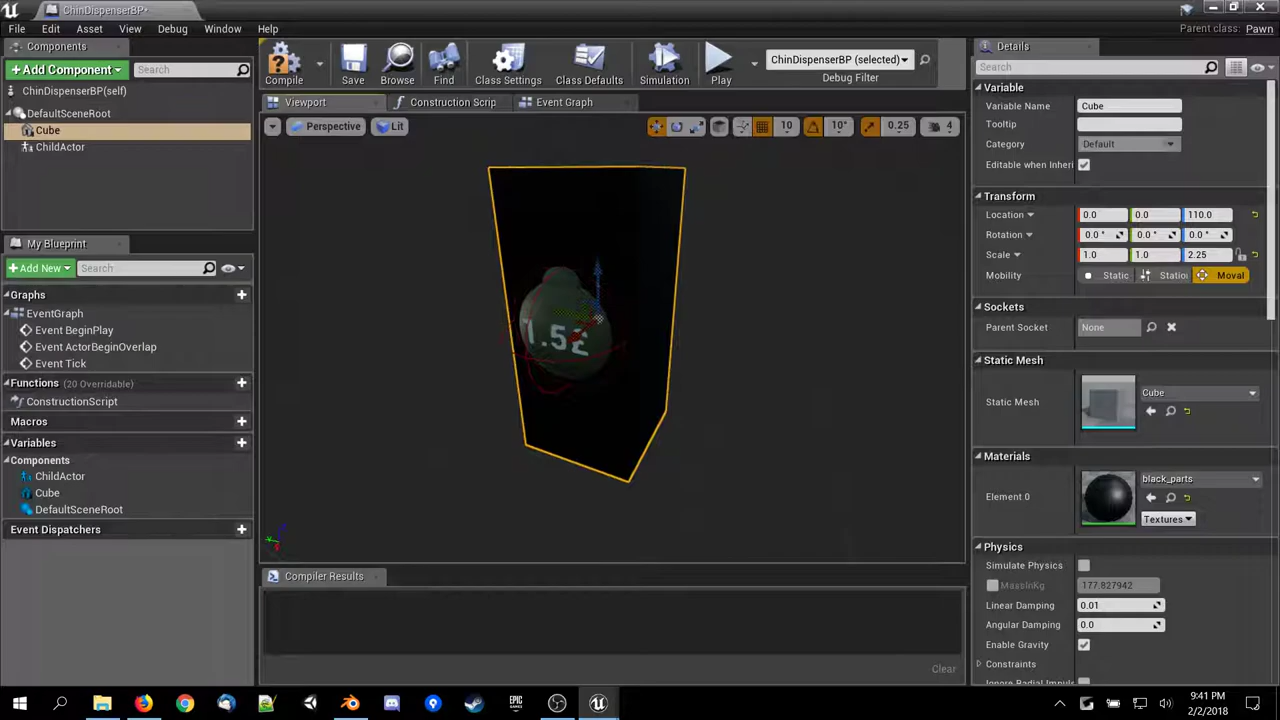 ChinDispenserBP*
File Edit Asset View Debug Window Help
Parent class: Pawn
Components
Add Component
Search
ChinDispenserBP(self)
DefaultSceneRoot
Cube
ChildActor
My Blueprint
Add New
Search
Graphs
EventGraph
Event BeginPlay
Event ActorBeginOverlap
Event Tick
Functions (20 Overridable)
ConstructionScript
Macros
Variables
Components
ChildActor
Cube
DefaultSceneRoot
Event Dispatchers
Compile
Save
Browse
Find
Class Settings
Class Defaults
Simulation
Play
ChinDispenserBP (selected)
Debug Filter
Viewport
Construction Scrip
Event Graph
Perspective
Lit
10
10°
0.25
4
1.52
Compiler Results
Clear
Details
Search
Variable
Variable Name Cube
Tooltip
Category Default
Editable when Inheri
Transform
Location 0.0 0.0 110.0
Rotation 0.0 ° 0.0 ° 0.0 °
Scale 1.0 1.0 2.25
Mobility Static Station Moval
Sockets
Parent Socket None
Static Mesh
Static Mesh Cube
Materials
Element 0 black_parts
Textures
Physics
Simulate Physics
MassInKg 177.827942
Linear Damping 0.01
Angular Damping 0.0
Enable Gravity
Constraints
Ignore Radial Impuls
EPIC GAMES
9:41 PM
2/2/2018